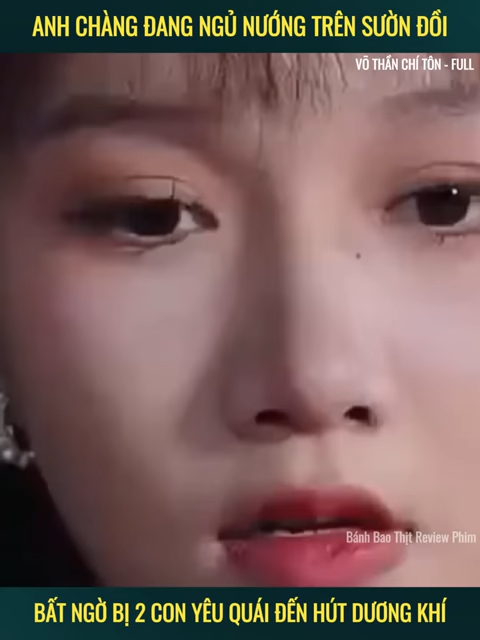 ANH CHÀNG ĐANG NGỦ NƯỚNG TRÊN SƯỜN ĐỒI
VÕ THẦN CHÍ TÔN - FULL
Bánh Bao Thịt Review Phim
BẤT NGỜ BỊ 2 CON YÊU QUÁI ĐẾN HÚT DƯƠNG KHÍ